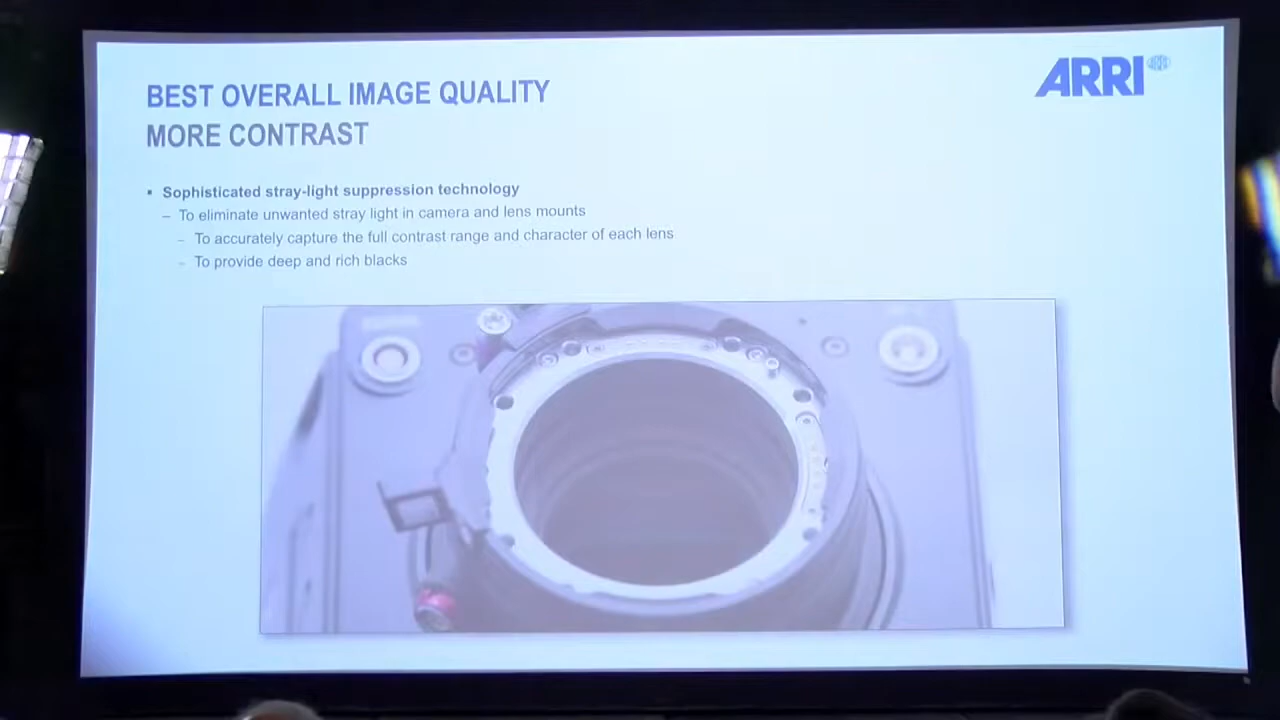 ARRI
BEST OVERALL IMAGE QUALITY
MORE CONTRAST
▪ Sophisticated stray-light suppression technology
– To eliminate unwanted stray light in camera and lens mounts
– To accurately capture the full contrast range and character of each lens
– To provide deep and rich blacks